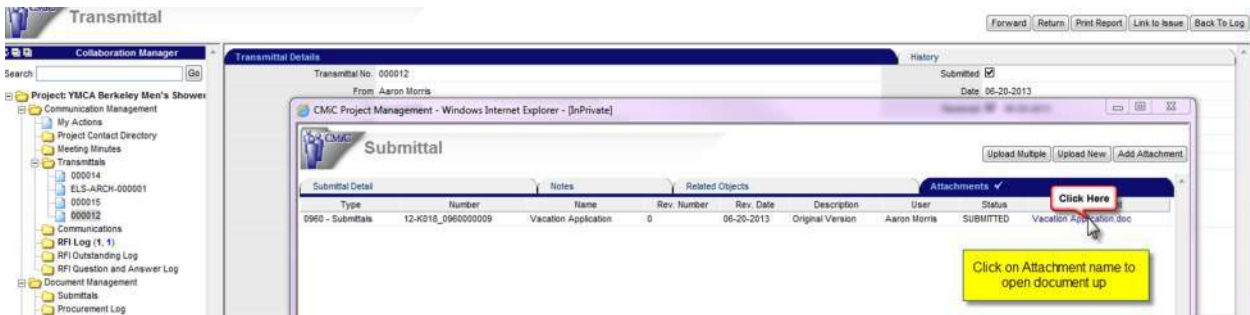 Transmittal
Forward Return Print Report Link to Issue Back To Log
Collaboration Manager
Search Go
Project: YMCA Berkeley Men's Shower
Communication Management
My Actions
Project Contact Directory
Meeting Minutes
Transmittals
000014
ELS-ARCH-000001
000015
000012
Communications
RFI Log (1, 1)
RFI Outstanding Log
RFI Question and Answer Log
Document Management
Submittals
Procurement Log
Transmittal Details History
Transmittal No. 000012 Submitted
From Aaron Morris Date 06-20-2013
CMiC Project Management - Windows Internet Explorer - [InPrivate]
CMiC
Submittal
Upload Multiple Upload New Add Attachment
Submittal Detail Notes Related Objects Attachments ✓
Type Number Name Rev. Number Rev. Date Description User Status
0960 - Submittals 12-K018_0960000009 Vacation Application 0 06-20-2013 Original Version Aaron Morris SUBMITTED Vacation Application.doc
Click Here
Click on Attachment name to
open document up